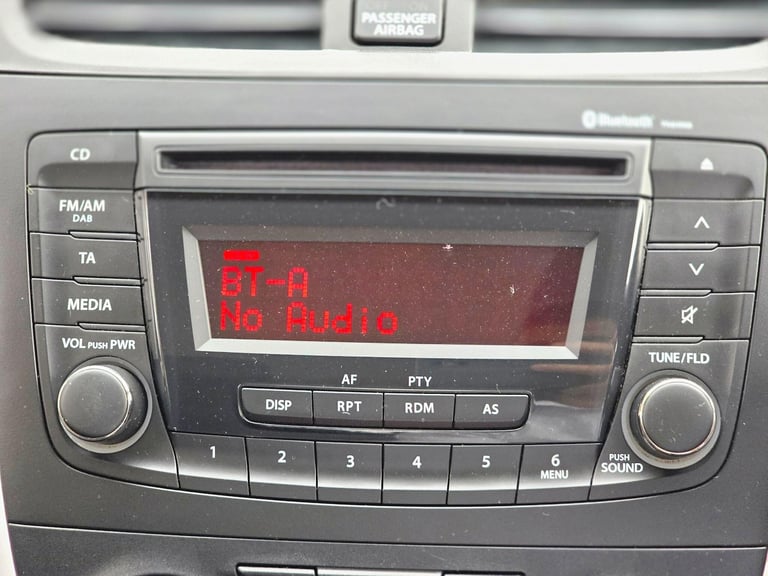 PASSENGER
AIRBAG
Bluetooth
CD
FM/AM
DAB
TA
MEDIA
VOL PUSH PWR
BT-A
No Audio
TUNE/FLD
AF
PTY
DISP
RPT
RDM
AS
1
2
3
4
5
6
MENU
PUSH
SOUND